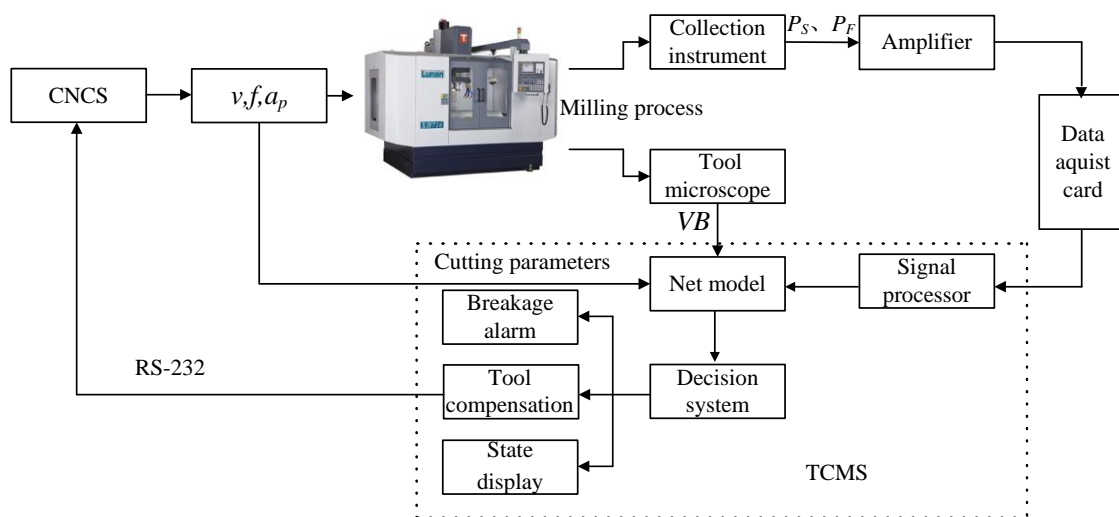 Collection
instrument
P_S、P_F
Amplifier
CNCS
v,f,a_p
Lunan
Milling process
Data
aquist
card
Tool
microscope
VB
Cutting parameters
Net model
Signal
processor
Breakage
alarm
RS-232
Tool
compensation
Decision
system
State
display
TCMS